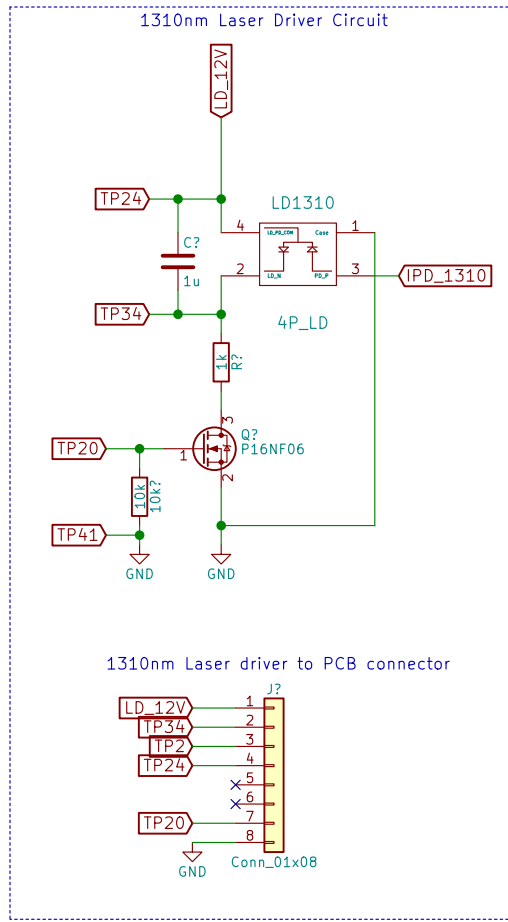 1310nm Laser Driver Circuit
LD_12V
TP24
LD1310
4
LD_PD_COM
Case
1
C?
1u
2
LD_N
PD_P
3
IPD_1310
TP34
4P_LD
1k
R?
3
Q?
P16NF06
TP20
1
2
10k
10k?
TP41
GND
GND
1310nm Laser driver to PCB connector
J?
LD_12V
1
TP34
2
TP2
3
TP24
4
5
6
TP20
7
8
GND
Conn_01x08